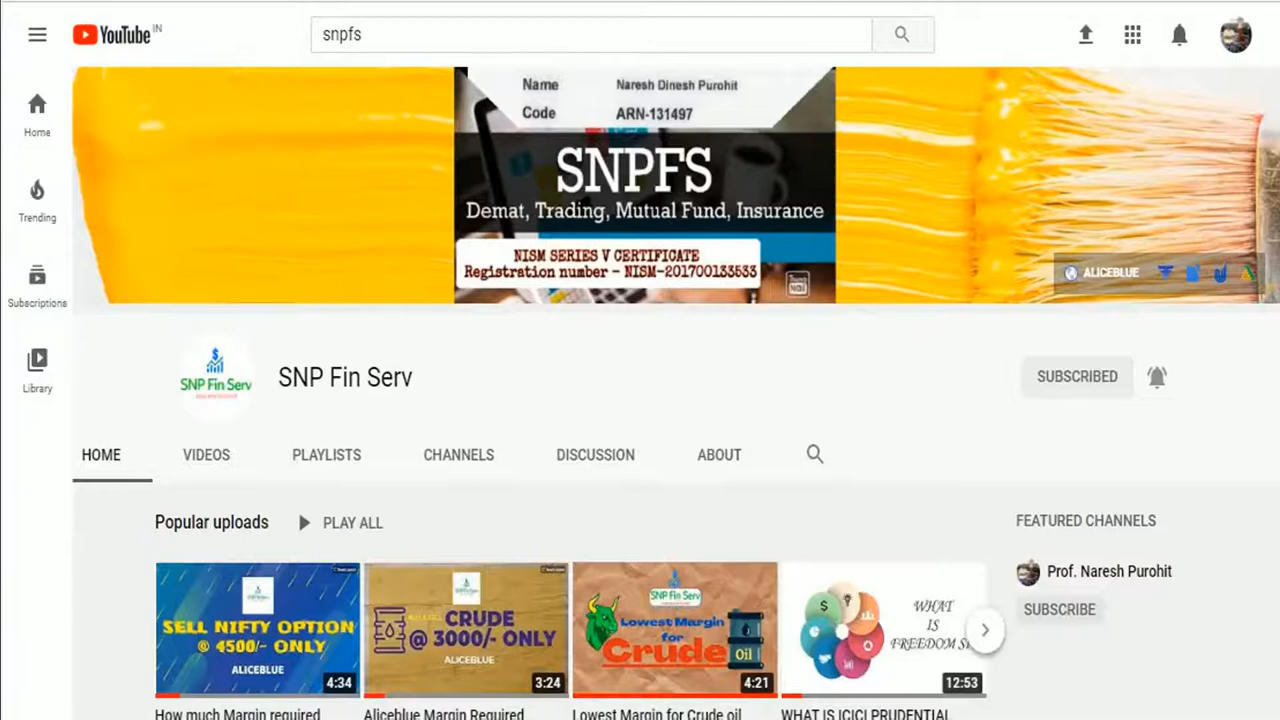 YouTube IN
snpfs
Home
Trending
Subscriptions
Library
Name Naresh Dinesh Purohit
Code ARN-131497
SNPFS
Demat, Trading, Mutual Fund, Insurance
NISM SERIES V CERTIFICATE
Registration number - NISM-201700133533
ALICEBLUE
SNP Fin Serv
SNP Fin Serv
SUBSCRIBED
HOME VIDEOS PLAYLISTS CHANNELS DISCUSSION ABOUT
Popular uploads PLAY ALL
FEATURED CHANNELS
Prof. Naresh Purohit
SUBSCRIBE
SELL NIFTY OPTION
@ 4500/- ONLY
ALICEBLUE
4:34
CRUDE
@ 3000/- ONLY
ALICEBLUE
3:24
SNP Fin Serv
Lowest Margin
for
Crude
Oil
4:21
WHAT
IS
FREEDOM
12:53
How much Margin required
Aliceblue Margin Required
Lowest Margin for Crude oil
WHAT IS ICICI PRUDENTIAL